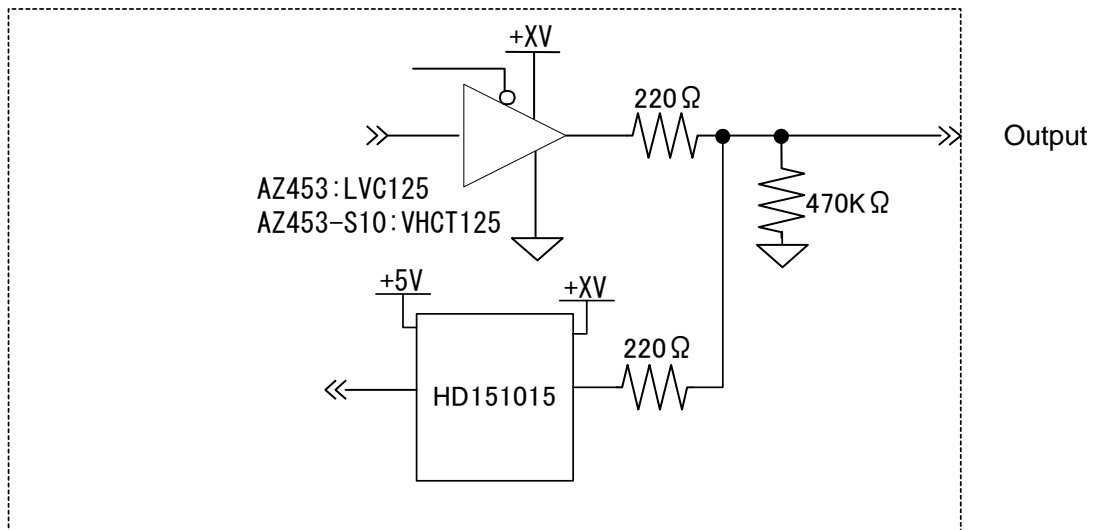 +XV
220Ω
Output
470KΩ
AZ453:LVC125
AZ453-S10:VHCT125
+5V
+XV
220Ω
HD151015